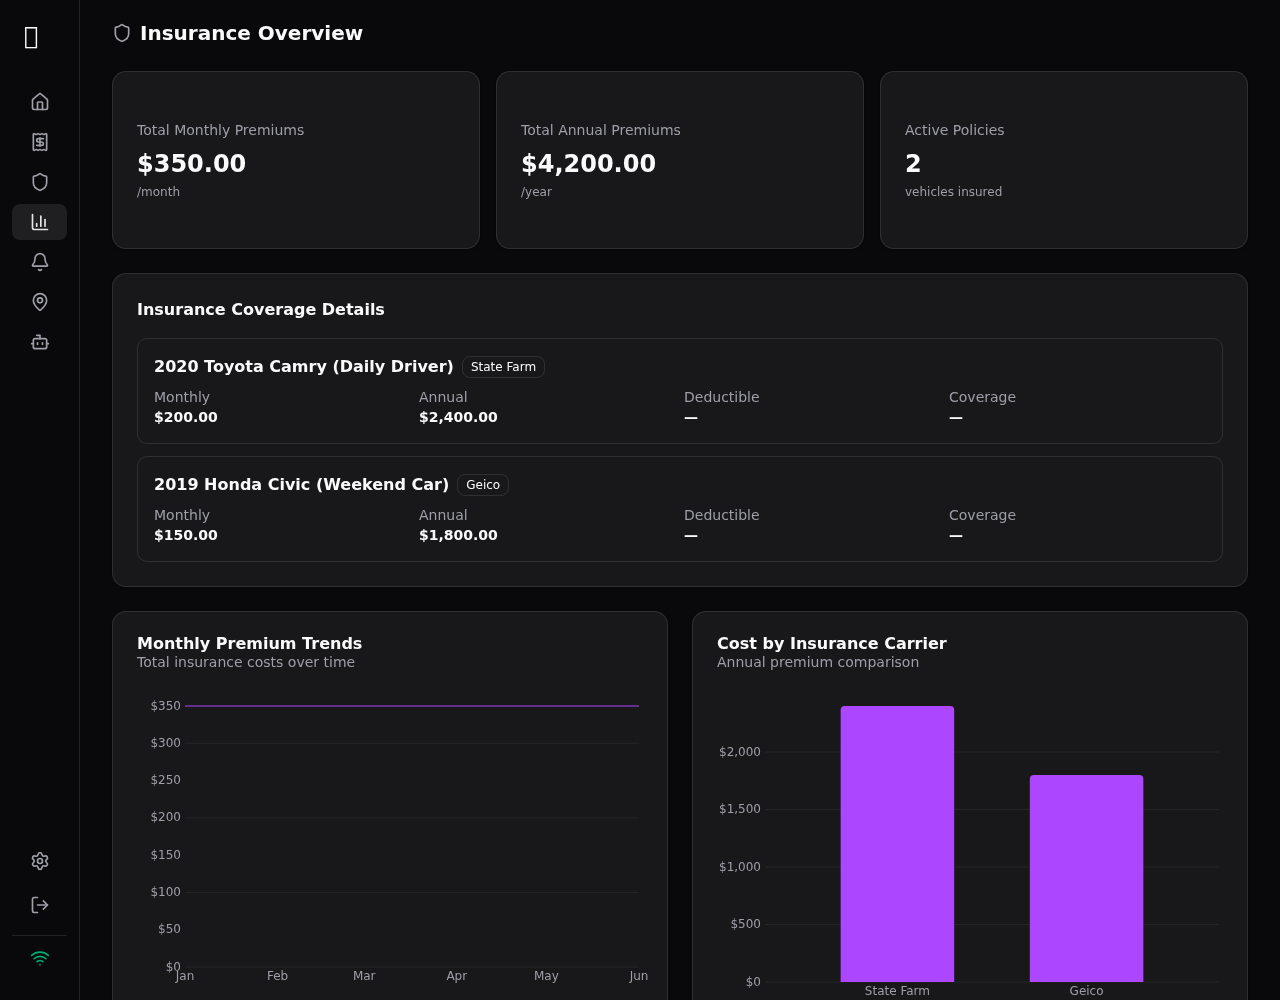 Insurance Overview
Total Monthly Premiums
$350.00
/month
Total Annual Premiums
$4,200.00
/year
Active Policies
2
vehicles insured
Insurance Coverage Details
2020 Toyota Camry (Daily Driver) State Farm
Monthly Annual Deductible Coverage
$200.00 $2,400.00 — —
2019 Honda Civic (Weekend Car) Geico
Monthly Annual Deductible Coverage
$150.00 $1,800.00 — —
Monthly Premium Trends
Total insurance costs over time
$350
$300
$250
$200
$150
$100
$50
$0
Jan Feb Mar Apr May Jun
Cost by Insurance Carrier
Annual premium comparison
$2,000
$1,500
$1,000
$500
$0
State Farm Geico